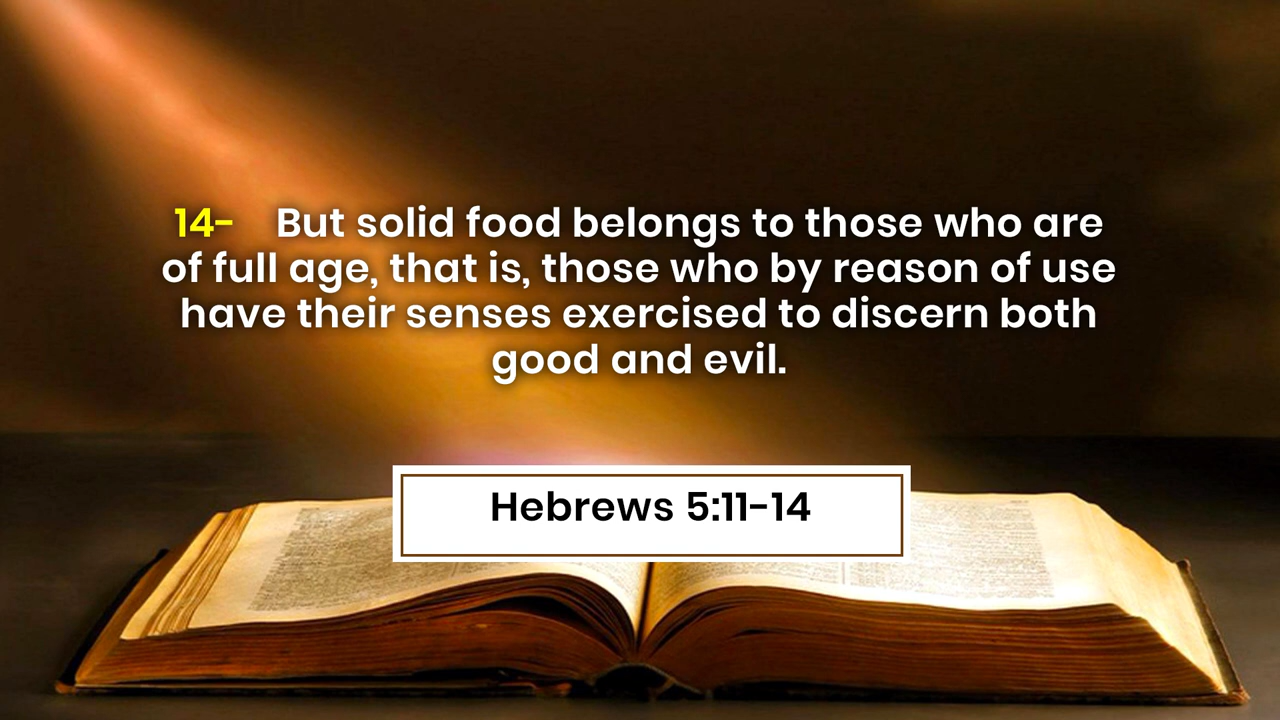 14- But solid food belongs to those who are
of full age, that is, those who by reason of use
have their senses exercised to discern both
good and evil.
Hebrews 5:11-14